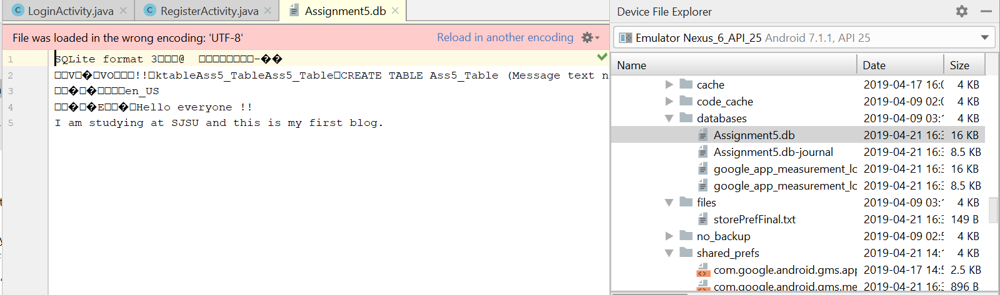 LoginActivity.java
RegisterActivity.java
Assignment5.db
File was loaded in the wrong encoding: 'UTF-8'
Reload in another encoding
1 SQLite format 3□□□@ □□□□□□□□–��
2 □□V□�□VO□□□!!□ktableAss5_TableAss5_Table□CREATE TABLE Ass5_Table (Message text n
3 □□�□�□□□□en_US
4 □□�□�E□□�□Hello everyone !!
5 I am studying at SJSU and this is my first blog.
Device File Explorer
Emulator Nexus_6_API_25 Android 7.1.1, API 25
Name Date Size
cache 2019-04-17 16:0 4 KB
code_cache 2019-04-09 02:0 4 KB
databases 2019-04-09 03:1 4 KB
Assignment5.db 2019-04-21 16:3 16 KB
Assignment5.db-journal 2019-04-21 16:3 8.5 KB
google_app_measurement_lc 2019-04-21 16:3 16 KB
google_app_measurement_lc 2019-04-21 16:3 8.5 KB
files 2019-04-09 03:1 4 KB
storePrefFinal.txt 2019-04-21 16:3 149 B
no_backup 2019-04-09 02:5 4 KB
shared_prefs 2019-04-21 14:1 4 KB
com.google.android.gms.app 2019-04-17 14:5 2.5 KB
com.google.android.gms.me 2019-04-21 16:3 896 B